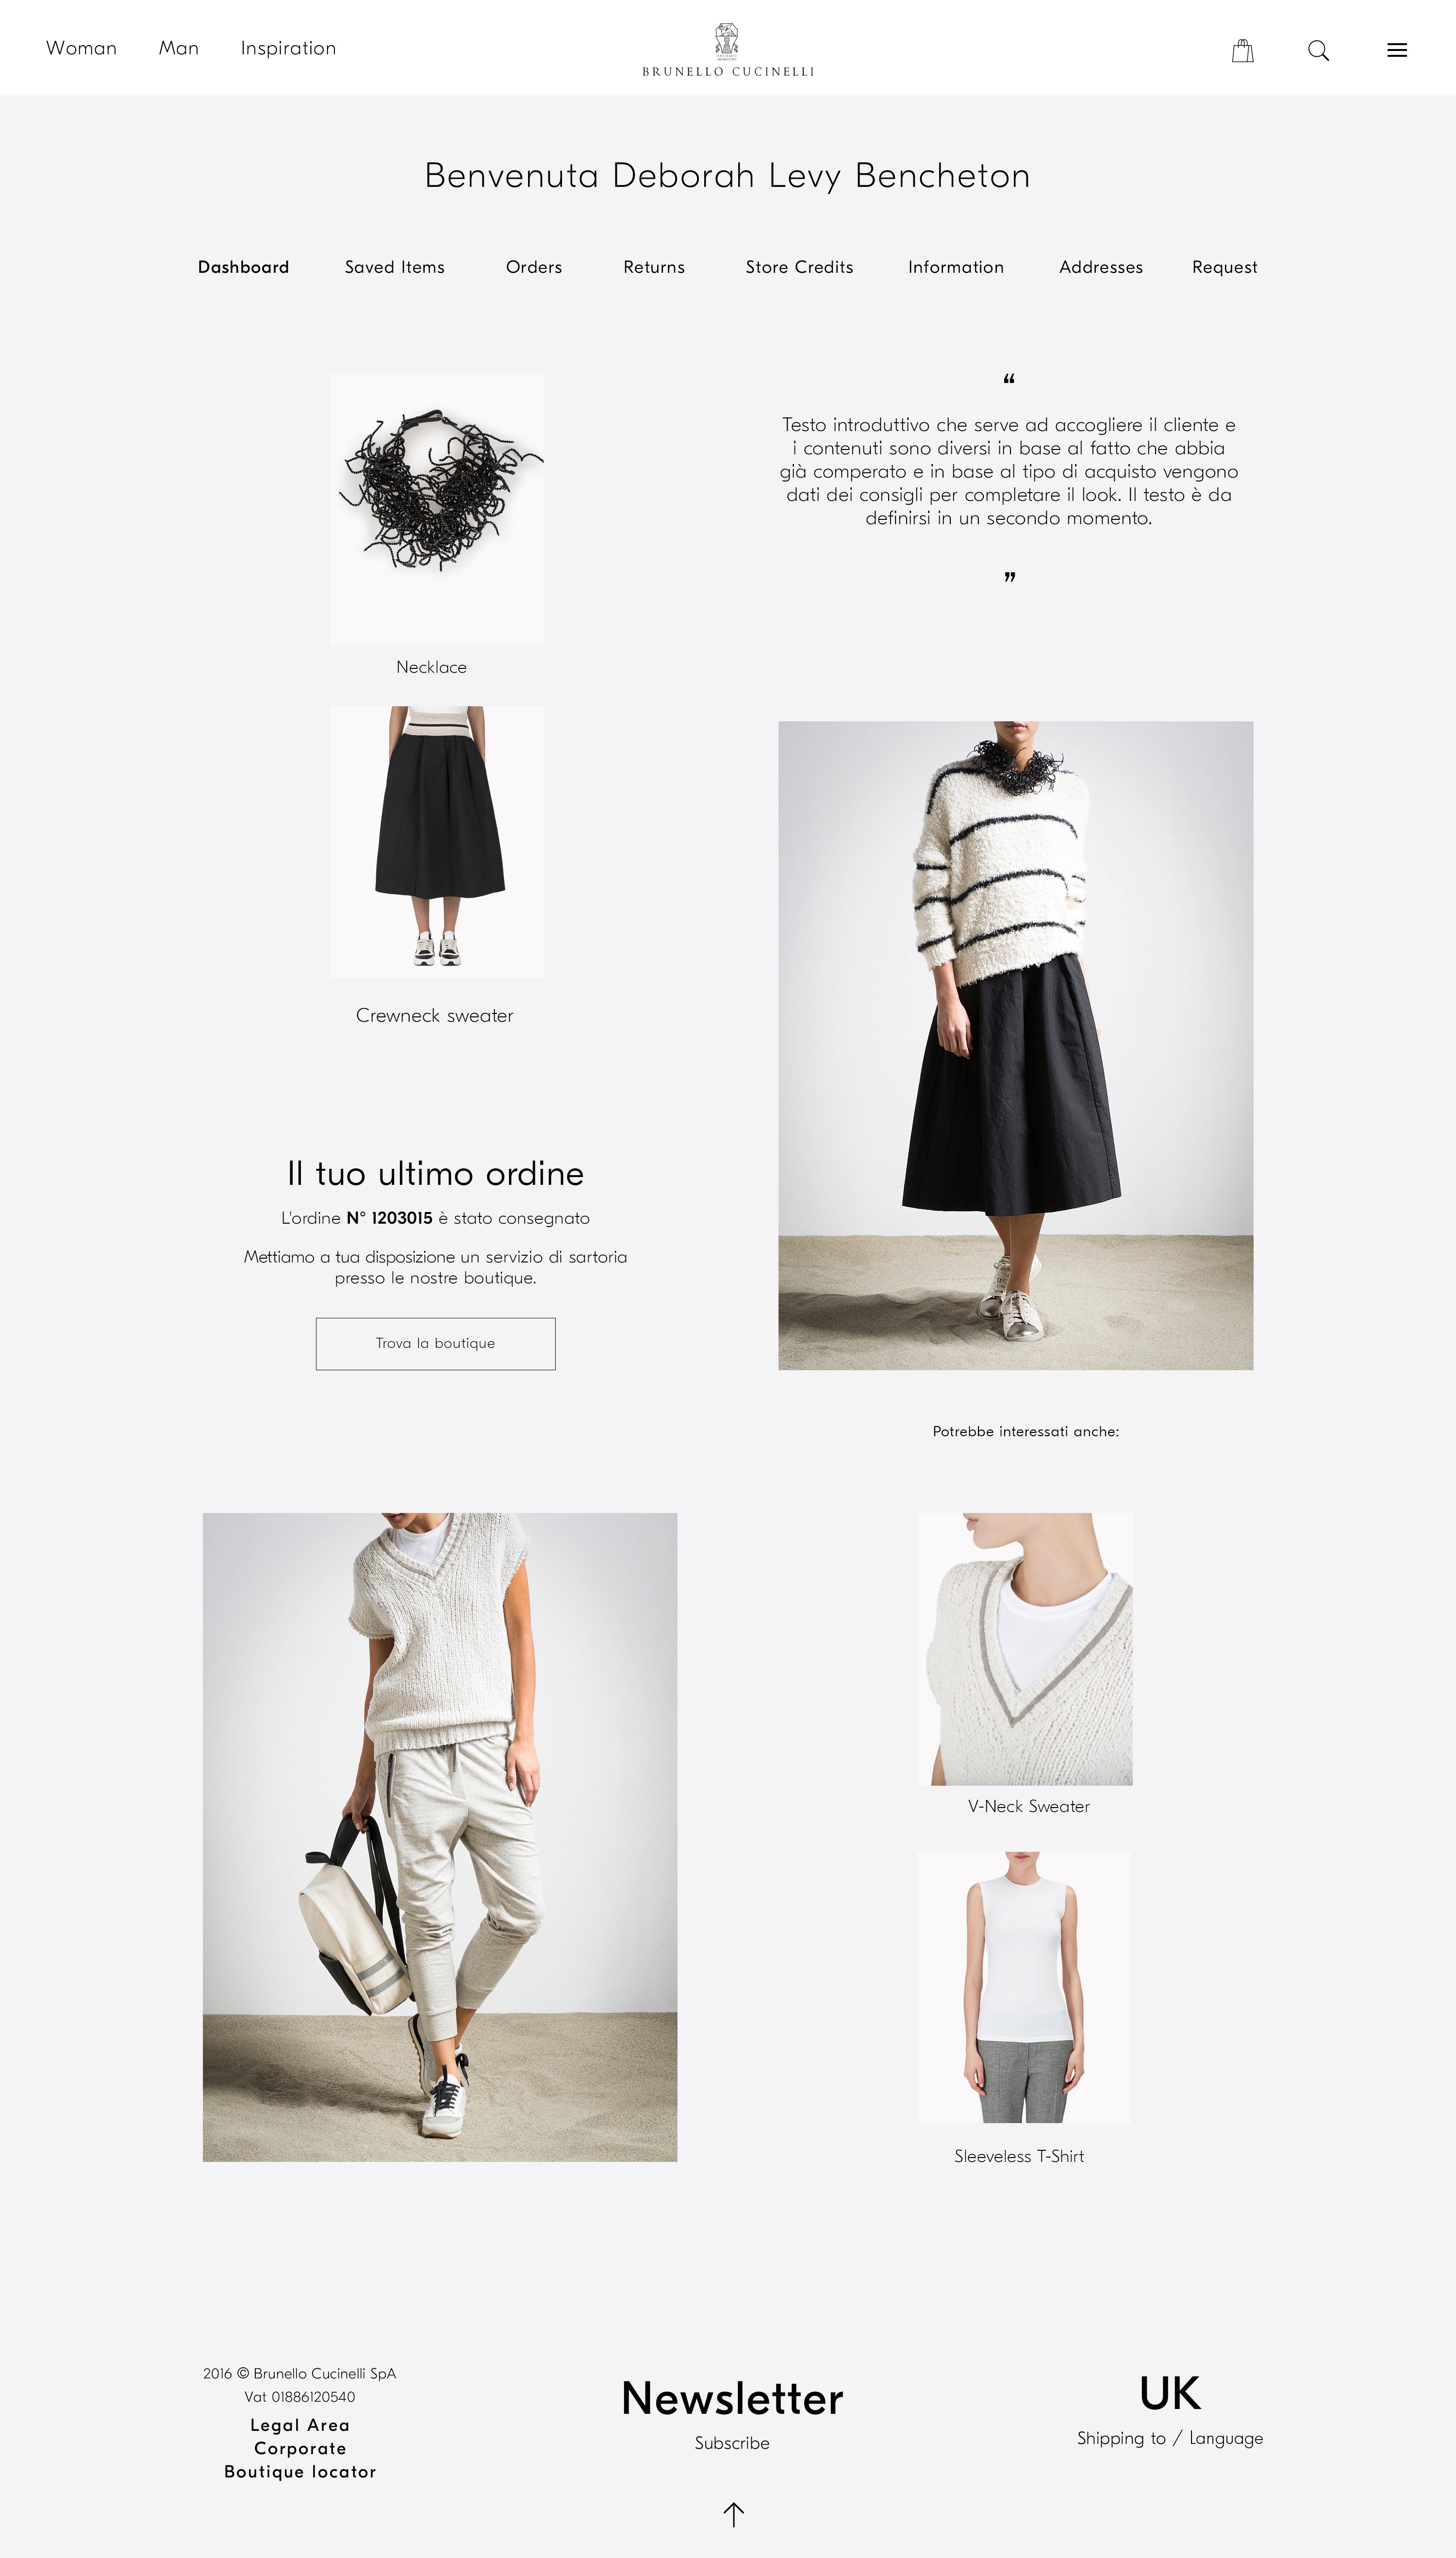 Woman Man Inspiration
BRUNELLO CUCINELLI
Benvenuta Deborah Levy Bencheton
Dashboard Saved Items Orders Returns Store Credits Information Addresses Request
“
Testo introduttivo che serve ad accogliere il cliente e
i contenuti sono diversi in base al fatto che abbia
già comperato e in base al tipo di acquisto vengono
dati dei consigli per completare il look. Il testo è da
definirsi in un secondo momento.
”
Necklace
Crewneck sweater
Il tuo ultimo ordine
L'ordine N° 1203015 è stato consegnato
Mettiamo a tua disposizione un servizio di sartoria
presso le nostre boutique.
Trova la boutique
Potrebbe interessati anche:
V-Neck Sweater
Sleeveless T-Shirt
2016 © Brunello Cucinelli SpA
Vat 01886120540
Legal Area
Corporate
Boutique locator
Newsletter
Subscribe
UK
Shipping to / Language